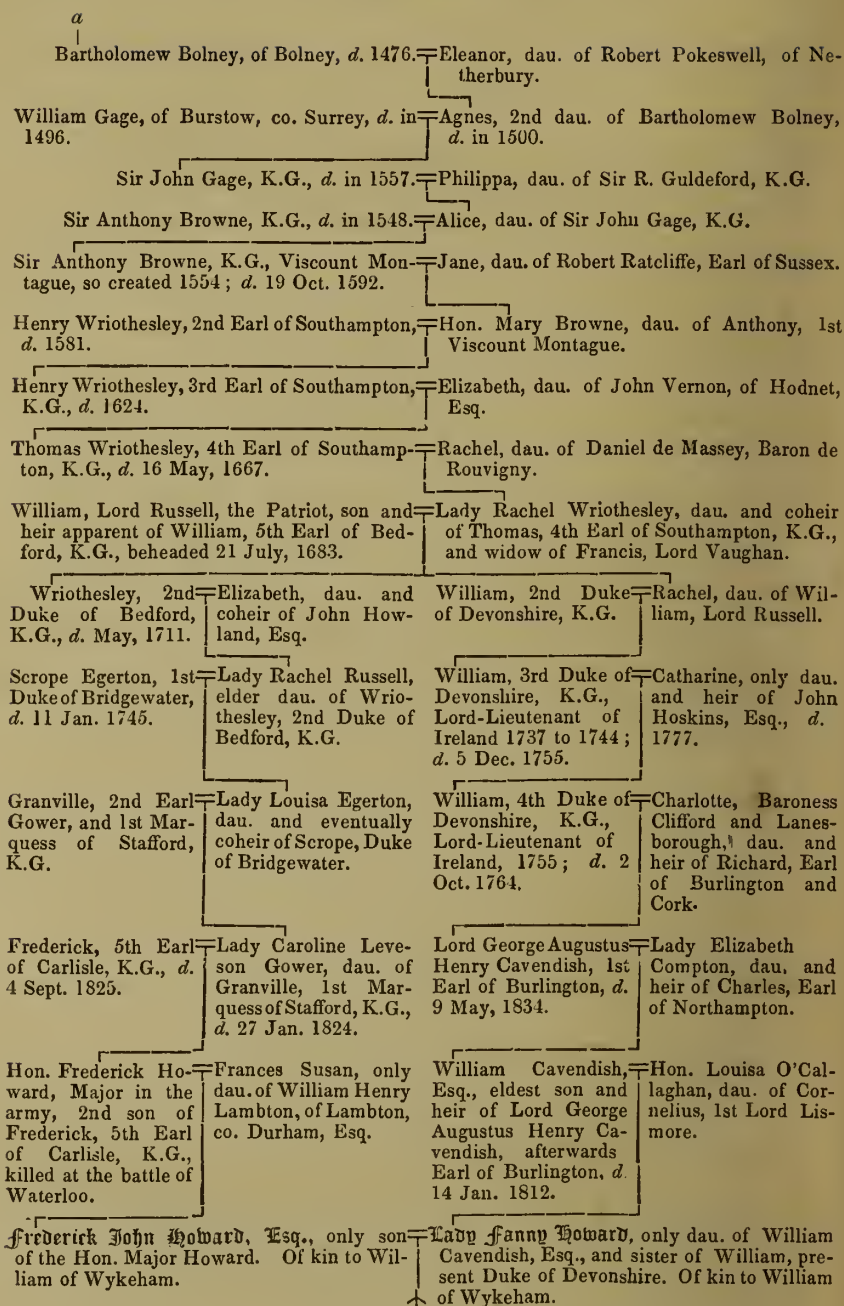 a
Bartholomew Bolney, of Bolney, d. 1476.
Eleanor, dau. of Robert Pokeswell, of Ne-
therbury.
William Gage, of Burstow, co. Surrey, d. in
1496.
Agnes, 2nd dau. of Bartholomew Bolney,
d. in 1500.
Sir John Gage, K.G., d. in 1557.
Philippa, dau. of Sir R. Guldeford, K.G.
Sir Anthony Browne, K.G., d. in 1548.
Alice, dau. of Sir John Gage, K.G.
Sir Anthony Browne, K.G., Viscount Mon-
tague, so created 1554; d. 19 Oct. 1592.
Jane, dau. of Robert Ratcliffe, Earl of Sussex.
Henry Wriothesley, 2nd Earl of Southampton,
d. 1581.
Hon. Mary Browne, dau. of Anthony, 1st
Viscount Montague.
Henry Wriothesley, 3rd Earl of Southampton,
K.G., d. 1624.
Elizabeth, dau. of John Vernon, of Hodnet,
Esq.
Thomas Wriothesley, 4th Earl of Southamp-
ton, K.G., d. 16 May, 1667.
Rachel, dau. of Daniel de Massey, Baron de
Rouvigny.
William, Lord Russell, the Patriot, son and
heir apparent of William, 5th Earl of Bed-
ford, K.G., beheaded 21 July, 1683.
Lady Rachel Wriothesley, dau. and coheir
of Thomas, 4th Earl of Southampton, K.G.,
and widow of Francis, Lord Vaughan.
Wriothesley, 2nd
Duke of Bedford,
K.G., d. May, 1711.
Elizabeth, dau. and
coheir of John How-
land, Esq.
William, 2nd Duke
of Devonshire, K.G.
Rachel, dau. of Wil-
liam, Lord Russell.
Scrope Egerton, 1st
Duke of Bridgewater,
d. 11 Jan. 1745.
Lady Rachel Russell,
elder dau. of Wrio-
thesley, 2nd Duke of
Bedford, K.G.
William, 3rd Duke of
Devonshire, K.G.,
Lord-Lieutenant of
Ireland 1737 to 1744;
d. 5 Dec. 1755.
Catharine, only dau.
and heir of John
Hoskins, Esq., d.
1777.
Granville, 2nd Earl
Gower, and 1st Mar-
quess of Stafford,
K.G.
Lady Louisa Egerton,
dau. and eventually
coheir of Scrope, Duke
of Bridgewater.
William, 4th Duke of
Devonshire, K.G.,
Lord-Lieutenant of
Ireland, 1755; d. 2
Oct. 1764.
Charlotte, Baroness
Clifford and Lanes-
borough, dau. and
heir of Richard, Earl
of Burlington and
Cork.
Frederick, 5th Earl
of Carlisle, K.G., d.
4 Sept. 1825.
Lady Caroline Leve-
son Gower, dau. of
Granville, 1st Mar-
quess of Stafford, K.G.,
d. 27 Jan. 1824.
Lord George Augustus
Henry Cavendish, 1st
Earl of Burlington, d.
9 May, 1834.
Lady Elizabeth
Compton, dau. and
heir of Charles, Earl
of Northampton.
Hon. Frederick Ho-
ward, Major in the
army, 2nd son of
Frederick, 5th Earl
of Carlisle, K.G.,
killed at the battle of
Waterloo.
Frances Susan, only
dau. of William Henry
Lambton, of Lambton,
co. Durham, Esq.
William Cavendish,
Esq., eldest son and
heir of Lord George
Augustus Henry Ca-
vendish, afterwards
Earl of Burlington, d.
14 Jan. 1812.
Hon. Louisa O'Cal-
laghan, dau. of Cor-
nelius, 1st Lord Lis-
more.
Frederick John Howard, Esq., only son
of the Hon. Major Howard. Of kin to Wil-
liam of Wykeham.
Lady Fanny Howard, only dau. of William
Cavendish, Esq., and sister of William, pre-
sent Duke of Devonshire. Of kin to William
of Wykeham.